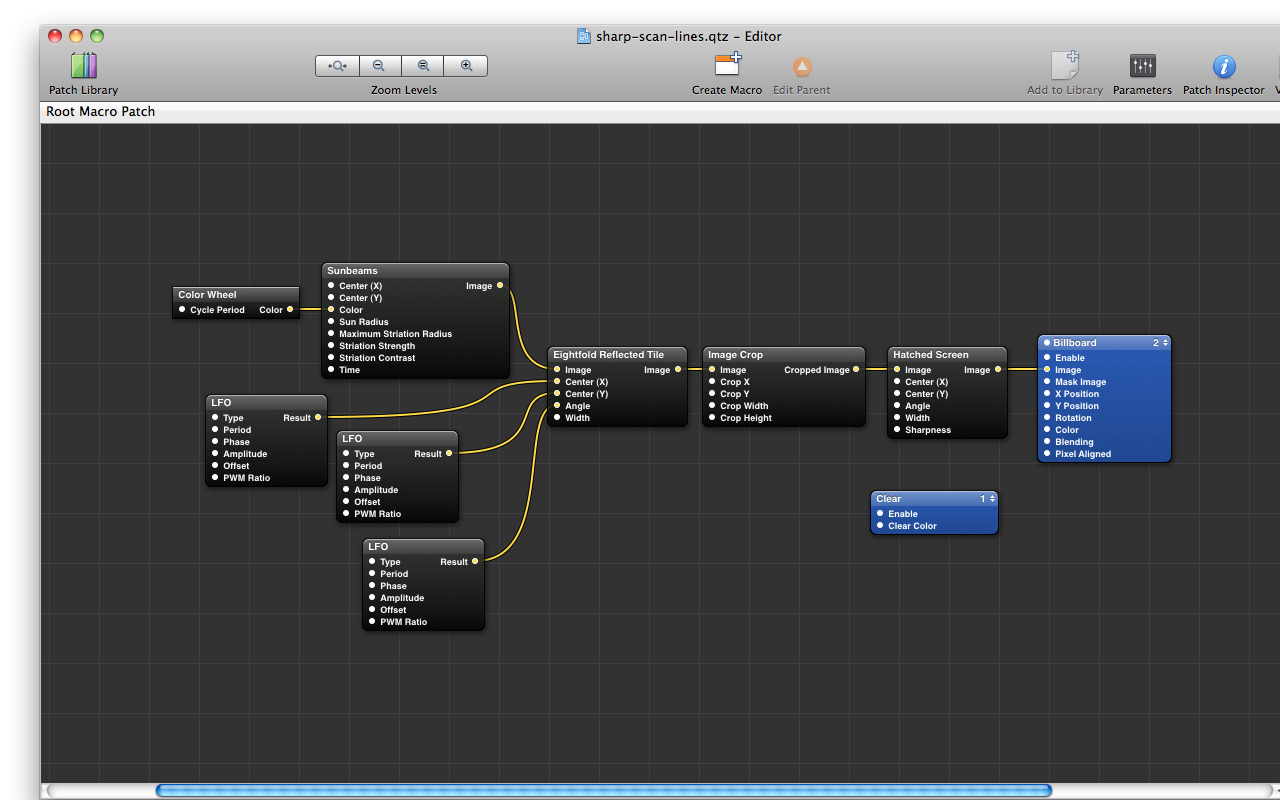 sharp-scan-lines.qtz – Editor
Patch Library
Zoom Levels
Create Macro
Edit Parent
Add to Library
Parameters
Patch Inspector
Root Macro Patch
Color Wheel
Cycle Period Color
Sunbeams
Center (X) Image
Center (Y)
Color
Sun Radius
Maximum Striation Radius
Striation Strength
Striation Contrast
Time
LFO
Type Result
Period
Phase
Amplitude
Offset
PWM Ratio
LFO
Type Result
Period
Phase
Amplitude
Offset
PWM Ratio
LFO
Type Result
Period
Phase
Amplitude
Offset
PWM Ratio
Eightfold Reflected Tile
Image Image
Center (X)
Center (Y)
Angle
Width
Image Crop
Image Cropped Image
Crop X
Crop Y
Crop Width
Crop Height
Hatched Screen
Image Image
Center (X)
Center (Y)
Angle
Width
Sharpness
Billboard 2
Enable
Image
Mask Image
X Position
Y Position
Rotation
Color
Blending
Pixel Aligned
Clear 1
Enable
Clear Color